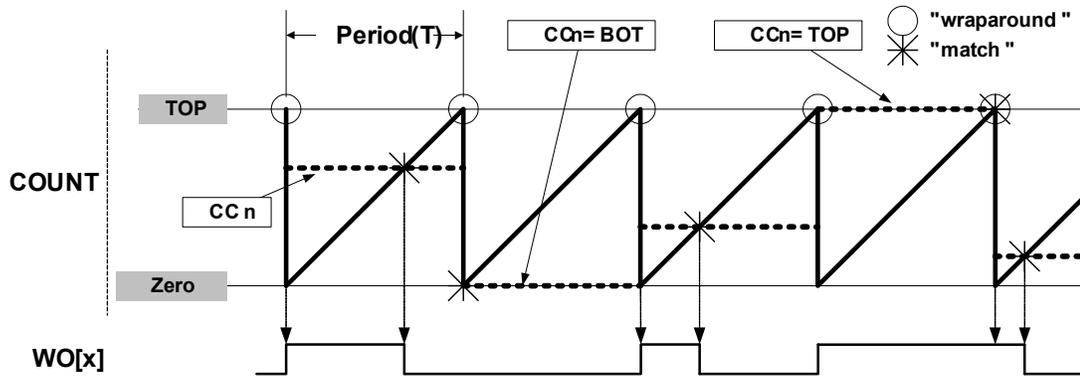 Period(T)
CCn= BOT
CCn= TOP
"wraparound "
"match "
TOP
COUNT
CC n
Zero
WO[x]